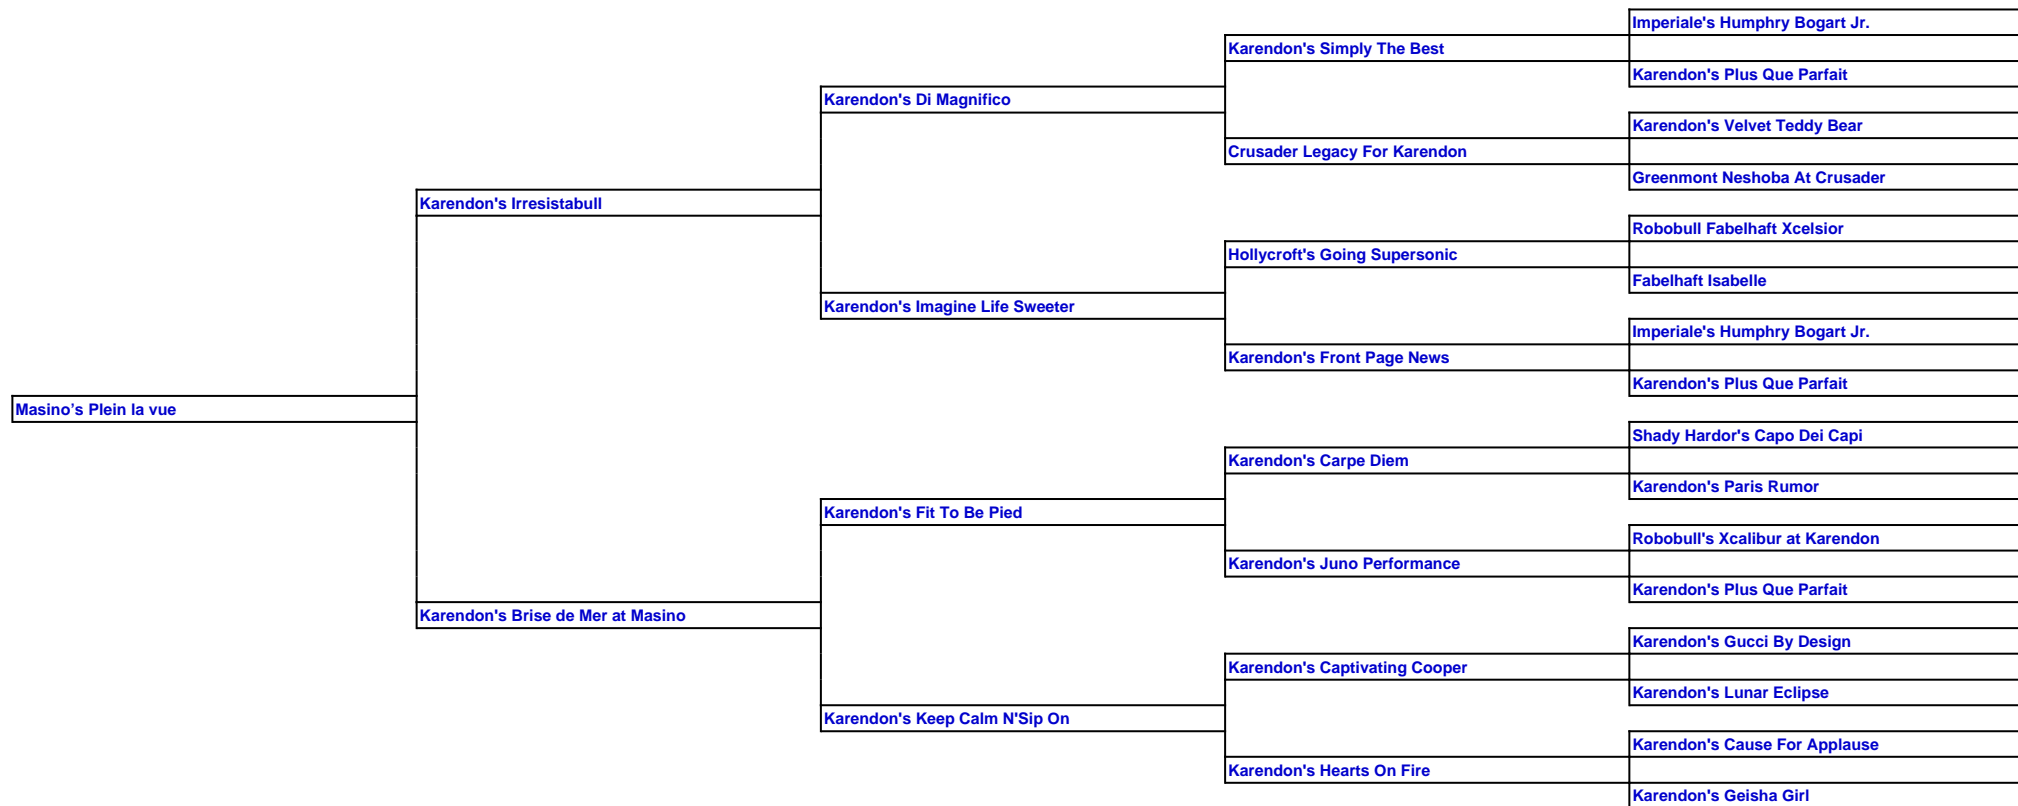 Imperiale's Humphry Bogart Jr.
Karendon's Simply The Best
Karendon's Plus Que Parfait
Karendon's Di Magnifico
Karendon's Velvet Teddy Bear
Crusader Legacy For Karendon
Greenmont Neshoba At Crusader
Karendon's Irresistabull
Robobull Fabelhaft Xcelsior
Hollycroft's Going Supersonic
Fabelhaft Isabelle
Karendon's Imagine Life Sweeter
Imperiale's Humphry Bogart Jr.
Karendon's Front Page News
Karendon's Plus Que Parfait
Masino’s Plein la vue
Shady Hardor's Capo Dei Capi
Karendon's Carpe Diem
Karendon's Paris Rumor
Karendon's Fit To Be Pied
Robobull's Xcalibur at Karendon
Karendon's Juno Performance
Karendon's Plus Que Parfait
Karendon's Brise de Mer at Masino
Karendon's Gucci By Design
Karendon's Captivating Cooper
Karendon's Lunar Eclipse
Karendon's Keep Calm N'Sip On
Karendon's Cause For Applause
Karendon's Hearts On Fire
Karendon's Geisha Girl